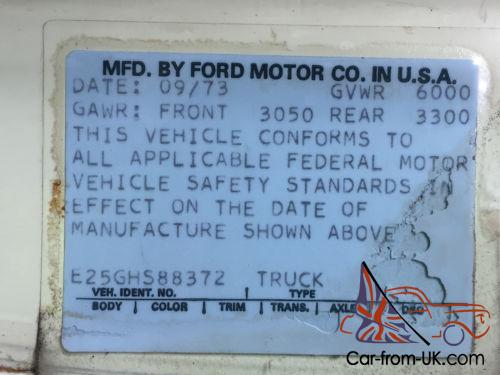 MFD. BY FORD MOTOR CO. IN U.S.A.
DATE: 09/73 GVWR 6000
GAWR: FRONT 3050 REAR 3300
THIS VEHICLE CONFORMS TO
ALL APPLICABLE FEDERAL MOTOR
VEHICLE SAFETY STANDARDS IN
EFFECT ON THE DATE OF
MANUFACTURE SHOWN ABOVE
E25GHS88372 TRUCK
VEH. IDENT. NO. TYPE
BODY COLOR TRIM TRANS. AXLE DSO
Car-from-UK.com